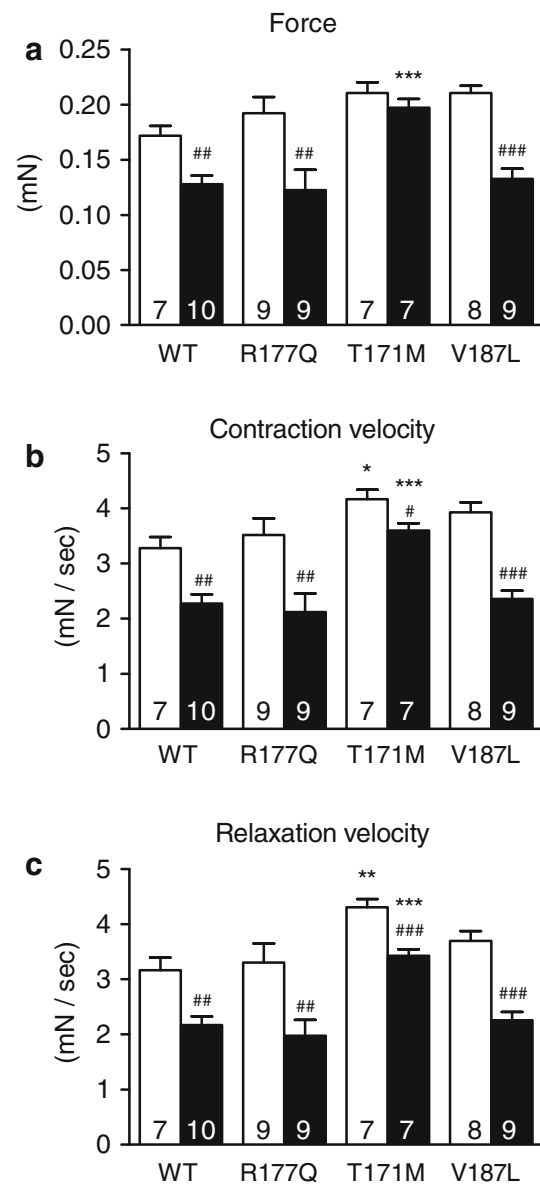 Force
a
(mN)
0.25
0.20
0.15
0.10
0.05
0.00
## ## *** ###
7 10 9 9 7 7 8 9
WT R177Q T171M V187L
Contraction velocity
b
(mN / sec)
5
4
3
2
1
0
* ***
## ## # ###
7 10 9 9 7 7 8 9
WT R177Q T171M V187L
Relaxation velocity
c
(mN / sec)
5
4
3
2
1
0
** ***
## ## ### ###
7 10 9 9 7 7 8 9
WT R177Q T171M V187L